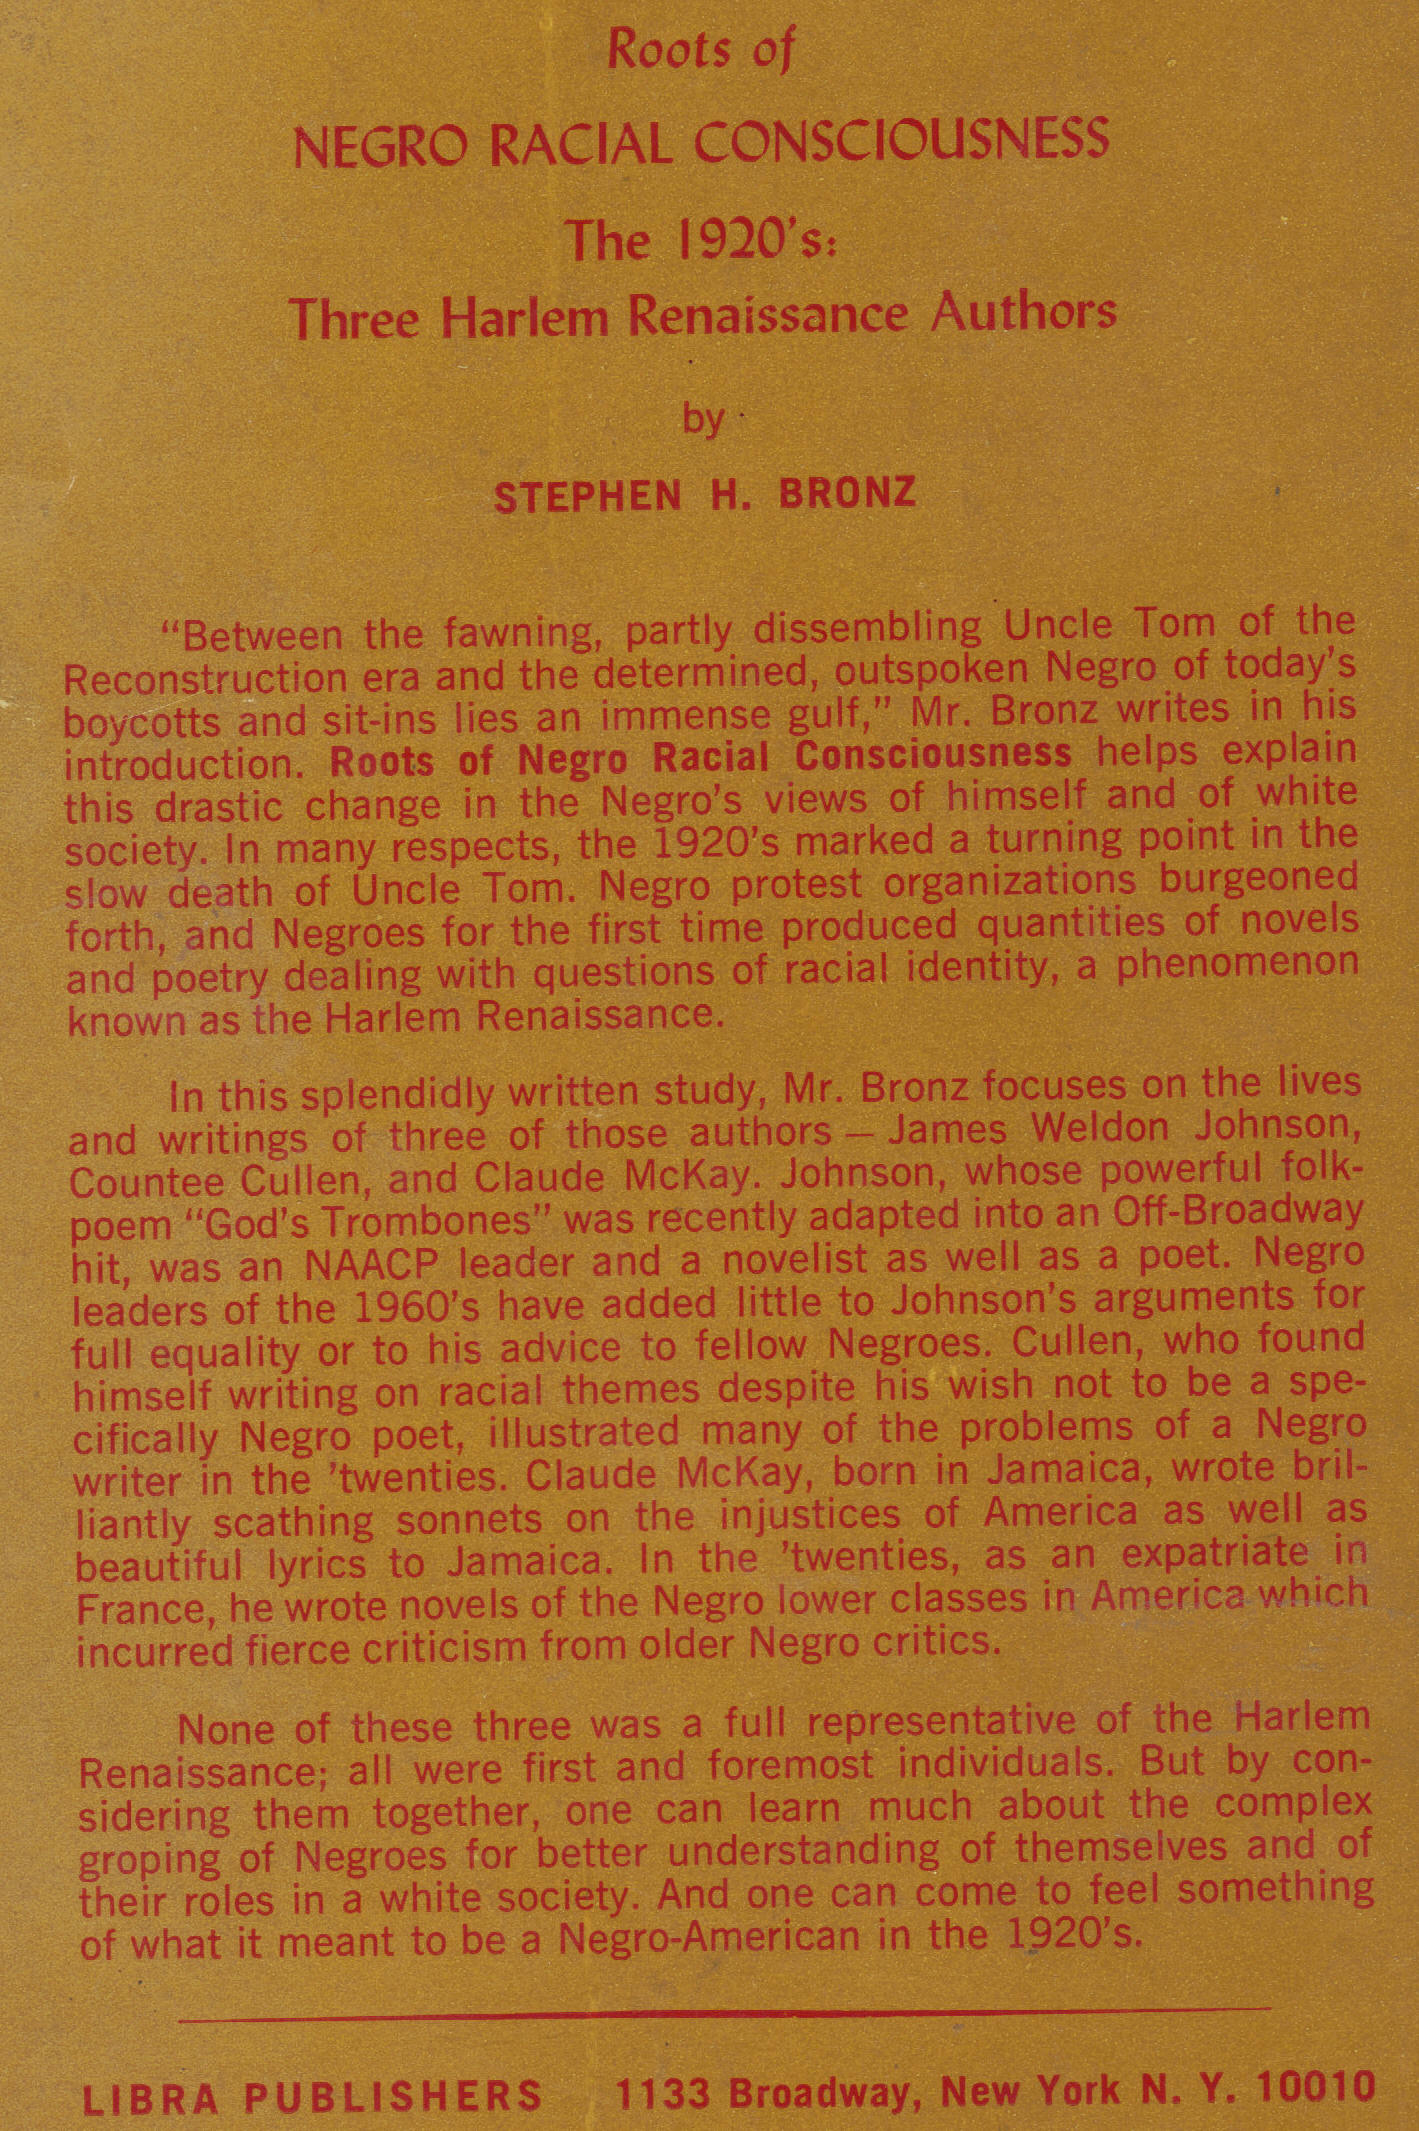 Roots of
NEGRO RACIAL CONSCIOUSNESS
The 1920's:
Three Harlem Renaissance Authors
by
STEPHEN H. BRONZ
"Between the fawning, partly dissembling Uncle Tom of the
Reconstruction era and the determined, outspoken Negro of today's
boycotts and sit-ins lies an immense gulf," Mr. Bronz writes in his
introduction. Roots of Negro Racial Consciousness helps explain
this drastic change in the Negro's views of himself and of white
society. In many respects, the 1920's marked a turning point in the
slow death of Uncle Tom. Negro protest organizations burgeoned
forth, and Negroes for the first time produced quantities of novels
and poetry dealing with questions of racial identity, a phenomenon
known as the Harlem Renaissance.
In this splendidly written study, Mr. Bronz focuses on the lives
and writings of three of those authors — James Weldon Johnson,
Countee Cullen, and Claude McKay. Johnson, whose powerful folk-
poem "God's Trombones" was recently adapted into an Off-Broadway
hit, was an NAACP leader and a novelist as well as a poet. Negro
leaders of the 1960's have added little to Johnson's arguments for
full equality or to his advice to fellow Negroes. Cullen, who found
himself writing on racial themes despite his wish not to be a spe-
cifically Negro poet, illustrated many of the problems of a Negro
writer in the 'twenties. Claude McKay, born in Jamaica, wrote bril-
liantly scathing sonnets on the injustices of America as well as
beautiful lyrics to Jamaica. In the 'twenties, as an expatriate in
France, he wrote novels of the Negro lower classes in America which
incurred fierce criticism from older Negro critics.
None of these three was a full representative of the Harlem
Renaissance; all were first and foremost individuals. But by con-
sidering them together, one can learn much about the complex
groping of Negroes for better understanding of themselves and of
their roles in a white society. And one can come to feel something
of what it meant to be a Negro-American in the 1920's.
LIBRA PUBLISHERS 1133 Broadway, New York N. Y. 10010